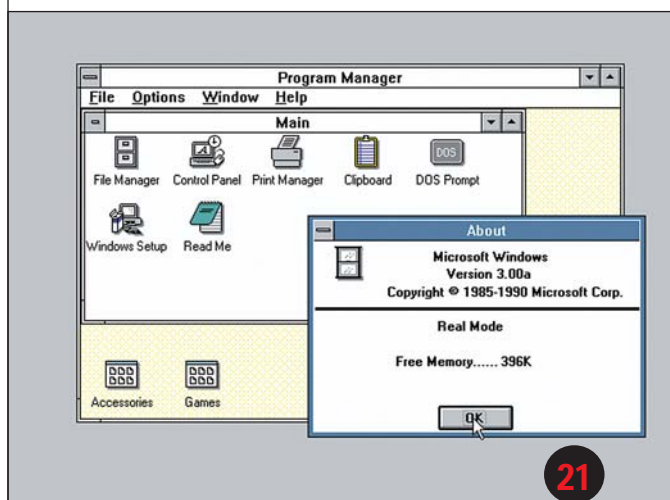 Program Manager
File Options Window Help
Main
File Manager Control Panel Print Manager Clipboard DOS Prompt
DOS
Windows Setup Read Me
About
Microsoft Windows
Version 3.00a
Copyright © 1985-1990 Microsoft Corp.
Real Mode
Free Memory...... 396K
OK
Accessories Games
21